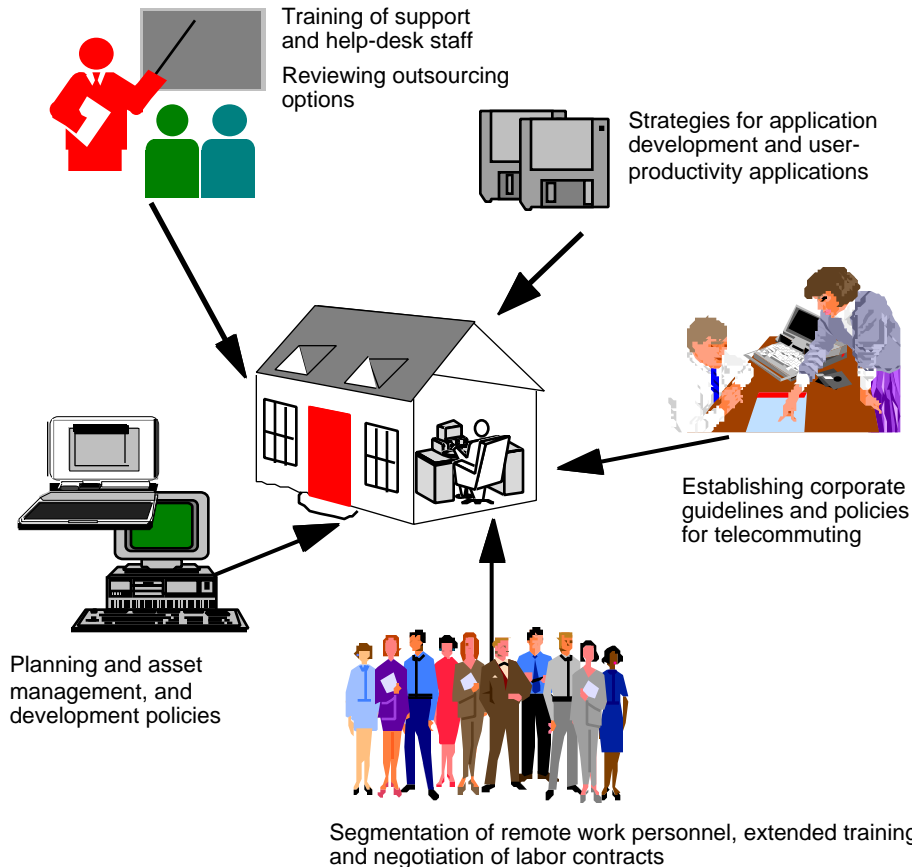 Training of support
and help-desk staff
Reviewing outsourcing
options
Strategies for application
development and user-
productivity applications
Establishing corporate
guidelines and policies
for telecommuting
Planning and asset
management, and
development policies
Segmentation of remote work personnel, extended training
and negotiation of labor contracts